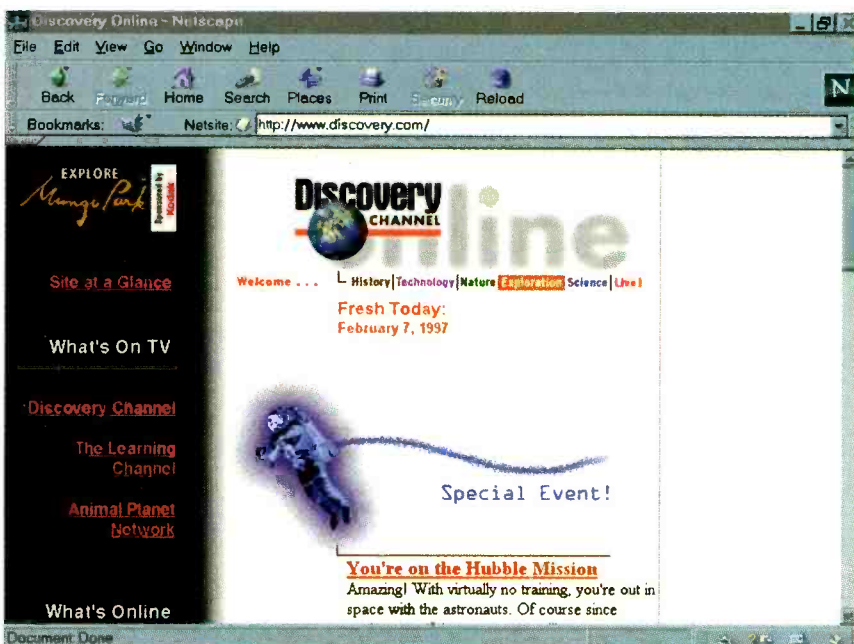 Discovery Online - Netscape
File Edit View Go Window Help
Back Forward Home Search Places Print Security Reload
N
Bookmarks: Netsite: http://www.discovery.com/
EXPLORE
Mungo Park
Sponsored by
Kodak
Site at a Glance
What's On TV
Discovery Channel
The Learning
Channel
Animal Planet
Network
What's Online
Discovery
CHANNEL
online
Welcome . . . History Technology Nature Exploration Science Live!
Fresh Today:
February 7, 1997
Special Event!
You're on the Hubble Mission
Amazing! With virtually no training, you're out in
space with the astronauts. Of course since
Document Done